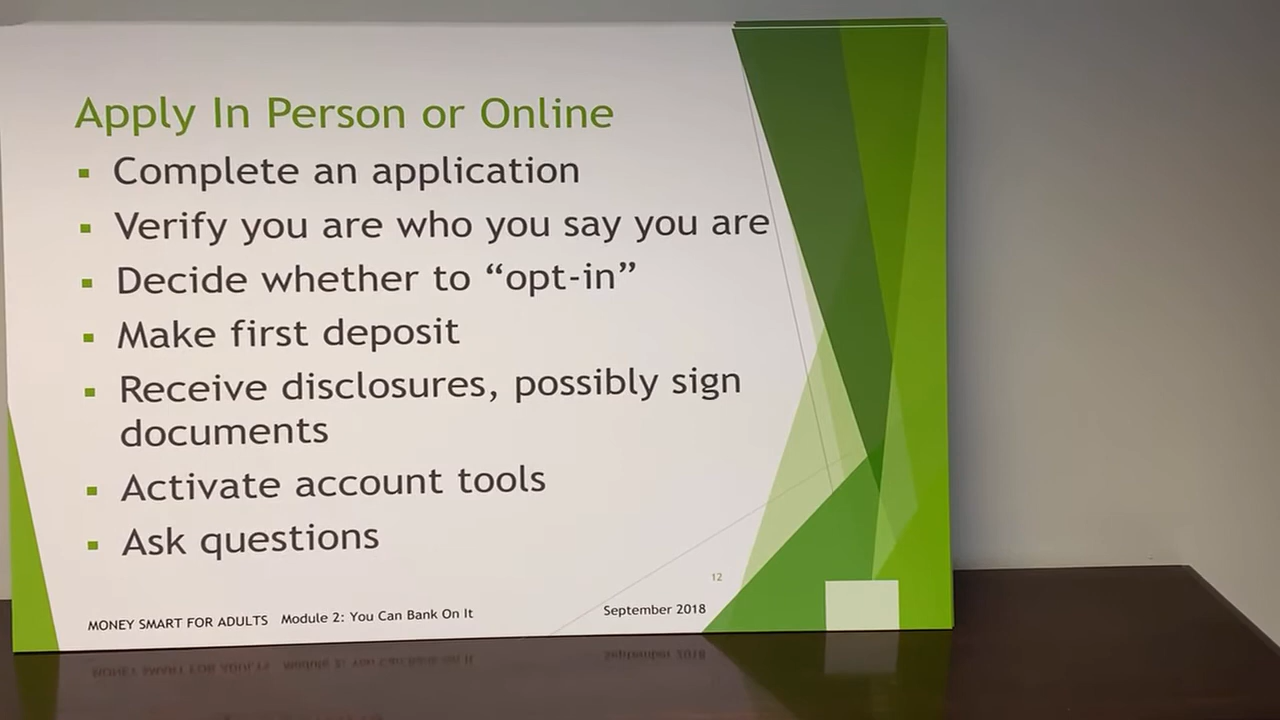 Apply In Person or Online
▪ Complete an application
▪ Verify you are who you say you are
▪ Decide whether to “opt-in”
▪ Make first deposit
▪ Receive disclosures, possibly sign
documents
▪ Activate account tools
▪ Ask questions
12
MONEY SMART FOR ADULTS Module 2: You Can Bank On It
September 2018